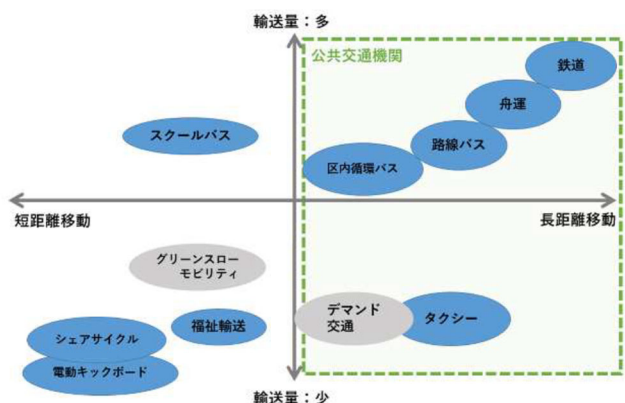 輸送量：多
公共交通機関
鉄道
舟運
スクールバス
路線バス
区内循環バス
短距離移動
長距離移動
グリーンスロー
モビリティ
デマンド
交通
タクシー
福祉輸送
シェアサイクル
電動キックボード
輸送量：少